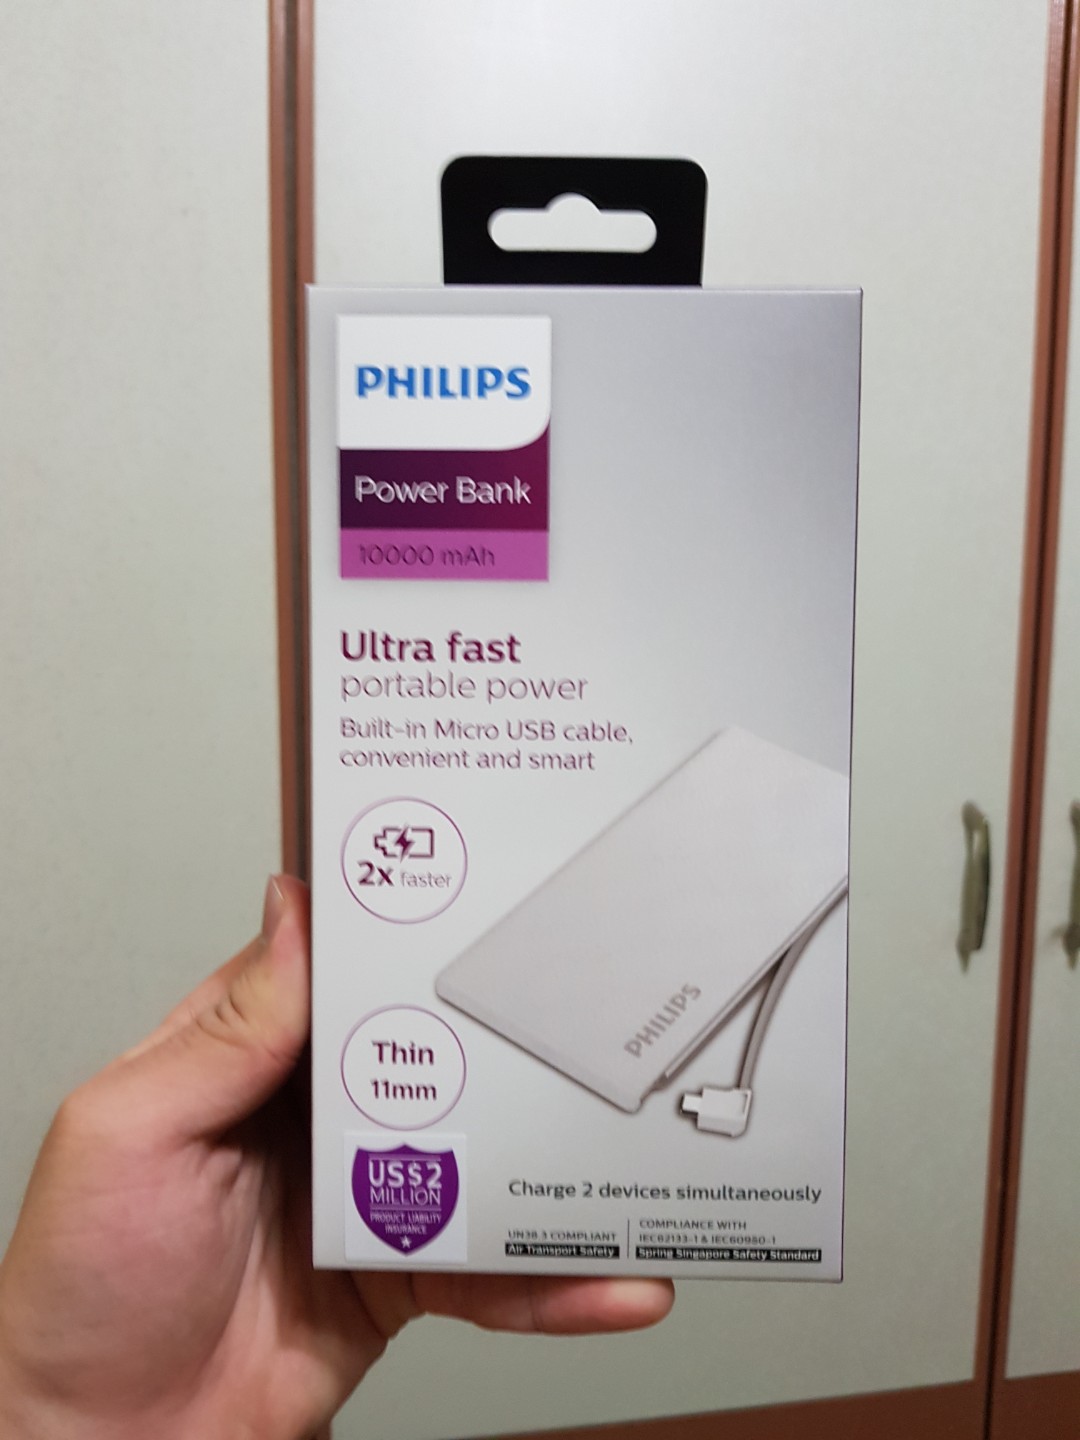 PHILIPS
Power Bank
10000 mAh
Ultra fast
portable power
Built-in Micro USB cable,
convenient and smart
2x faster
Thin
11mm
PHILIPS
US$2
MILLION
PRODUCT LIABILITY
INSURANCE
Charge 2 devices simultaneously
UN38.3 COMPLIANT
Air Transport Safety
COMPLIANCE WITH
IEC62133-1 & IEC60950-1
Spring Singapore Safety Standard